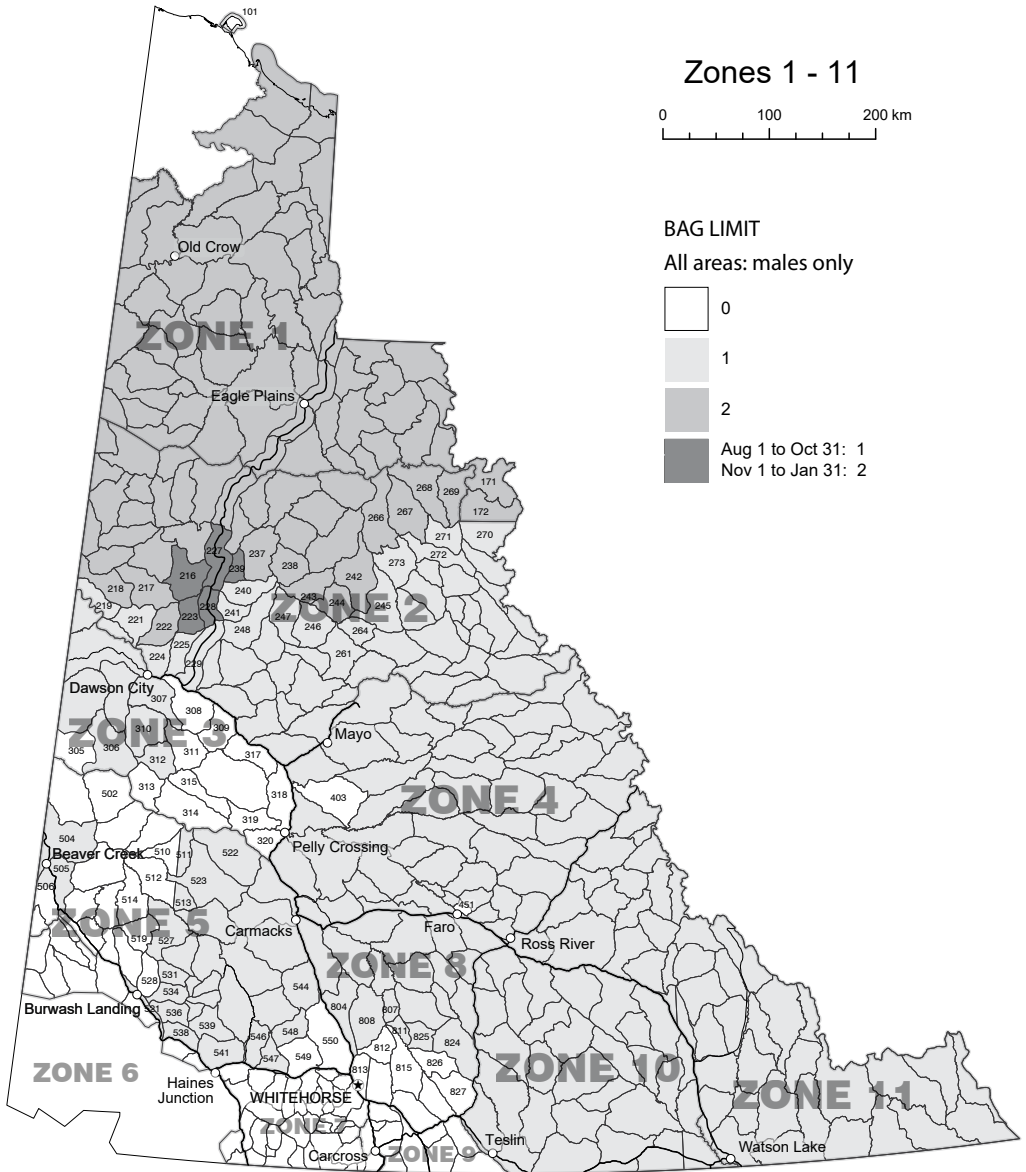 101
Zones 1 - 11
0 100 200 km
BAG LIMIT
All areas: males only
0
1
2
Aug 1 to Oct 31: 1
Nov 1 to Jan 31: 2
Old Crow
ZONE 1
Eagle Plains
171
268 269
172
266 267
271 270
227 237 272
273
216 239 238
242
218 217 240
219 243 244 245
223 228 241 247
ZONE 2
221 222 248 246 264
225
224 229 261
Dawson City
307
308
310 309
ZONE 3
Mayo
305 306 312 311 317
313 315
502 318 403
ZONE 4
314 319
504 320
Pelly Crossing
Beaver Creek 510 511 522
505 512 523
506
514 513
451
ZONE 5
Carmacks
Faro
519 527
Ross River
ZONE 8
528 531
534 544
Burwash Landing 521 536 804 807
538 539 546 548 808 811 825
541 547 549 550 812 824
ZONE 6
813 815 826
ZONE 10
Haines
Junction
WHITEHORSE
827
ZONE 11
ZONE 7
Carcross
ZONE 9
Teslin
Watson Lake